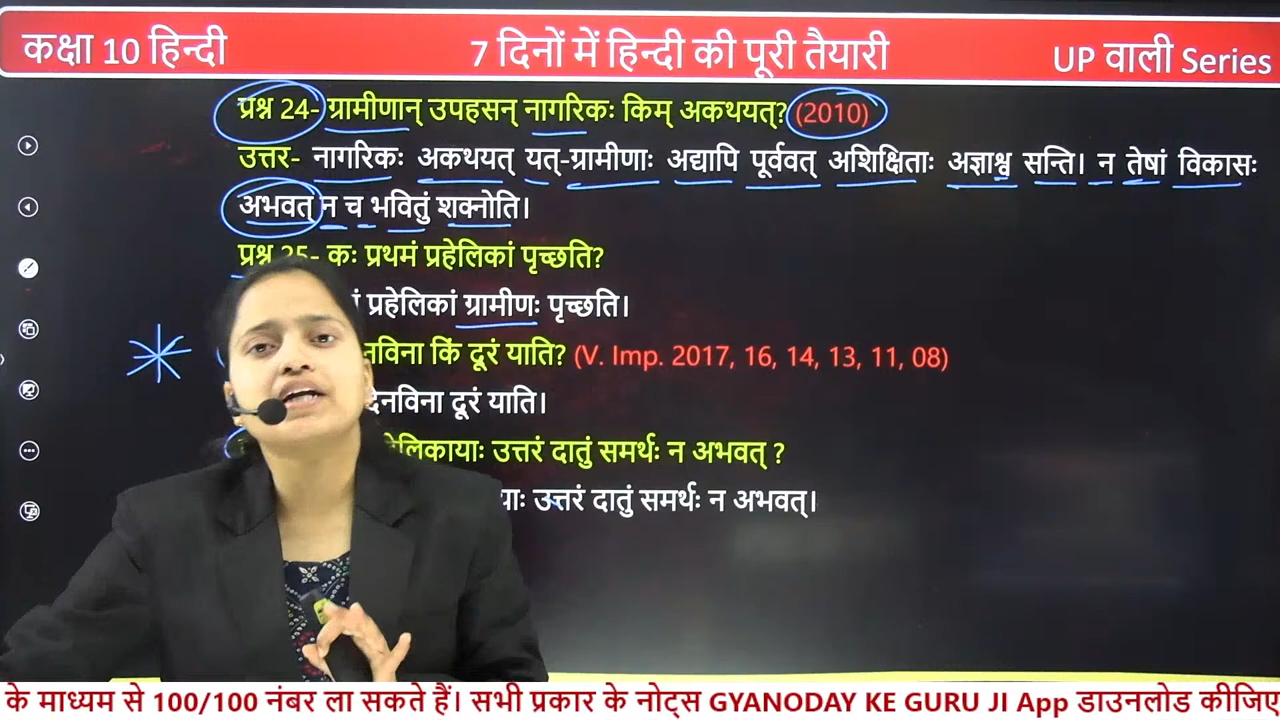 कक्षा 10 हिन्दी 7 दिनों में हिन्दी की पूरी तैयारी UP वाली Series
प्रश्न 24- ग्रामीणान् उपहसन् नागरिकः किम् अकथयत्? (2010)
उत्तर- नागरिकः अकथयत् यत्-ग्रामीणाः अद्यापि पूर्ववत् अशिक्षिताः अज्ञाश्व सन्ति। न तेषां विकासः
अभवत् न च भवितुं शक्नोति।
प्रश्न 25- कः प्रथमं प्रहेलिकां पृच्छति?
प्रहेलिकां ग्रामीणः पृच्छति।
किं दूरं याति? (V. Imp. 2017, 16, 14, 13, 11, 08)
दूरं याति।
उत्तरं दातुं समर्थः न अभवत् ?
उत्तरं दातुं समर्थः न अभवत्।
के माध्यम से 100/100 नंबर ला सकते हैं। सभी प्रकार के नोट्स GYANODAY KE GURU JI App डाउनलोड कीजिए